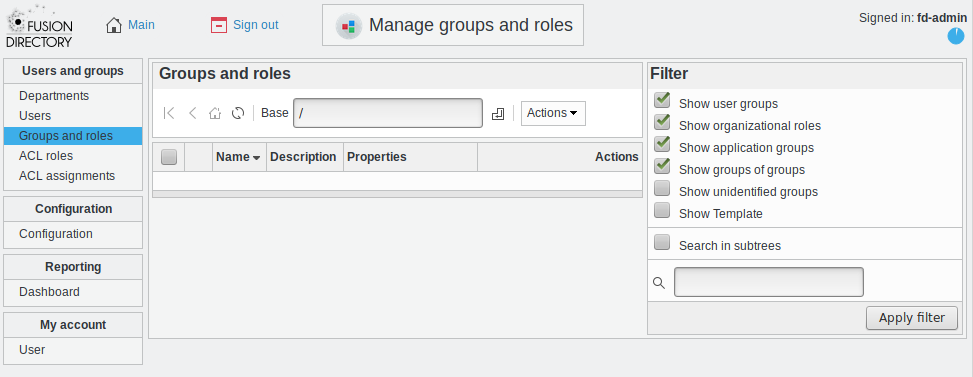 FUSION
DIRECTORY
Main
Sign out
Manage groups and roles
Signed in: fd-admin
Users and groups
Departments
Users
Groups and roles
ACL roles
ACL assignments
Configuration
Configuration
Reporting
Dashboard
My account
User
Groups and roles
Base / Actions
Name Description Properties Actions
Filter
Show user groups
Show organizational roles
Show application groups
Show groups of groups
Show unidentified groups
Show Template
Search in subtrees
Apply filter